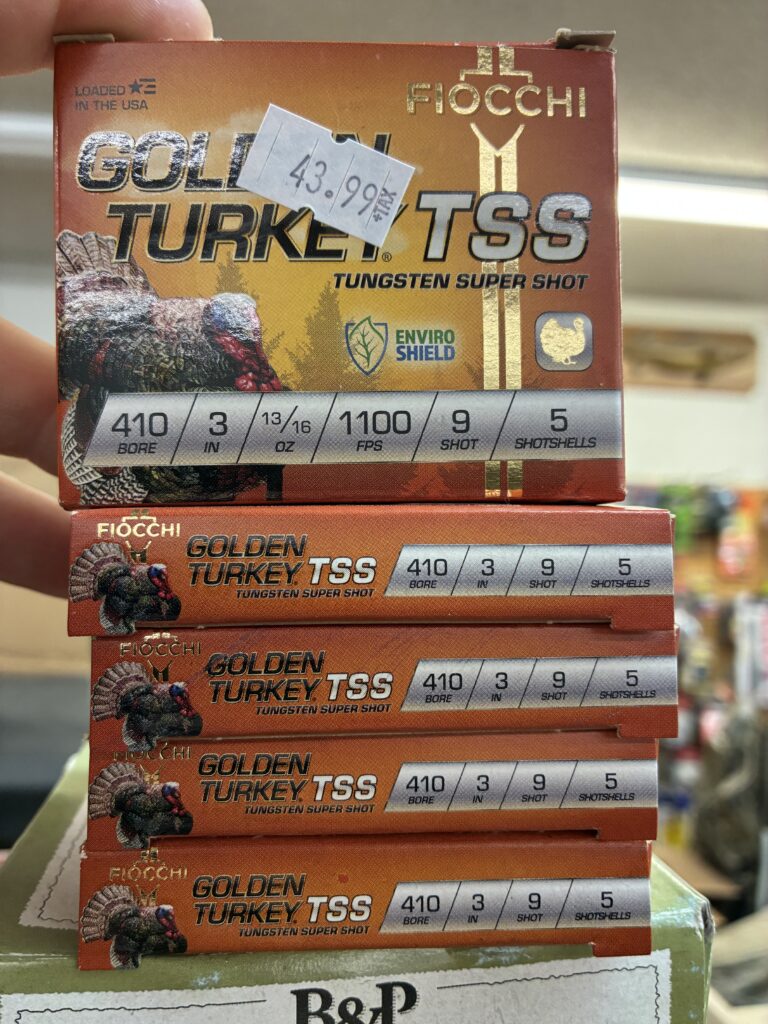 LOADED
IN THE USA
FIOCCHI
43.99
+TAX
TURKEY® TSS
TUNGSTEN SUPER SHOT
ENVIRO
SHIELD
410 3 13/16 1100 9 5
BORE IN OZ FPS SHOT SHOTSHELLS
FIOCCHI
GOLDEN
TURKEY TSS
TUNGSTEN SUPER SHOT
410 3 9 5
BORE IN SHOT SHOTSHELLS
FIOCCHI
GOLDEN
TURKEY TSS
TUNGSTEN SUPER SHOT
410 3 9 5
BORE IN SHOT SHOTSHELLS
FIOCCHI
GOLDEN
TURKEY TSS
TUNGSTEN SUPER SHOT
410 3 9 5
BORE IN SHOT SHOTSHELLS
FIOCCHI
GOLDEN
TURKEY TSS
TUNGSTEN SUPER SHOT
410 3 9 5
BORE IN SHOT SHOTSHELLS
B&P